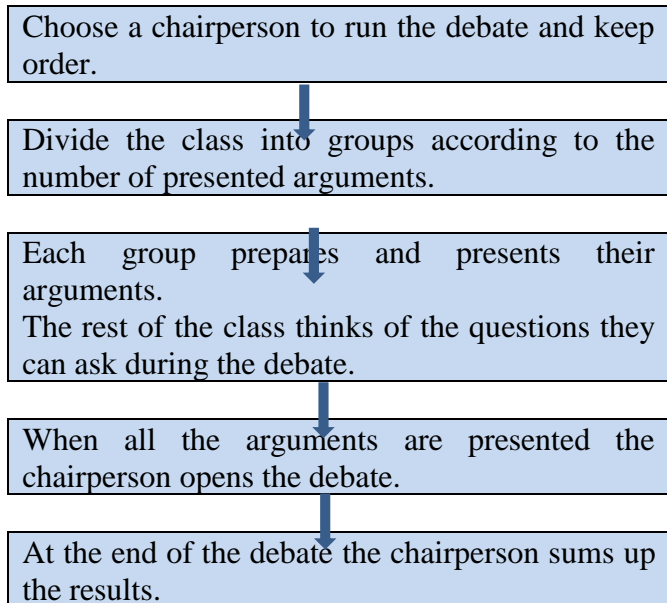 Choose a chairperson to run the debate and keep
order.
Divide the class into groups according to the
number of presented arguments.
Each group prepares and presents their
arguments.
The rest of the class thinks of the questions they
can ask during the debate.
When all the arguments are presented the
chairperson opens the debate.
At the end of the debate the chairperson sums up
the results.